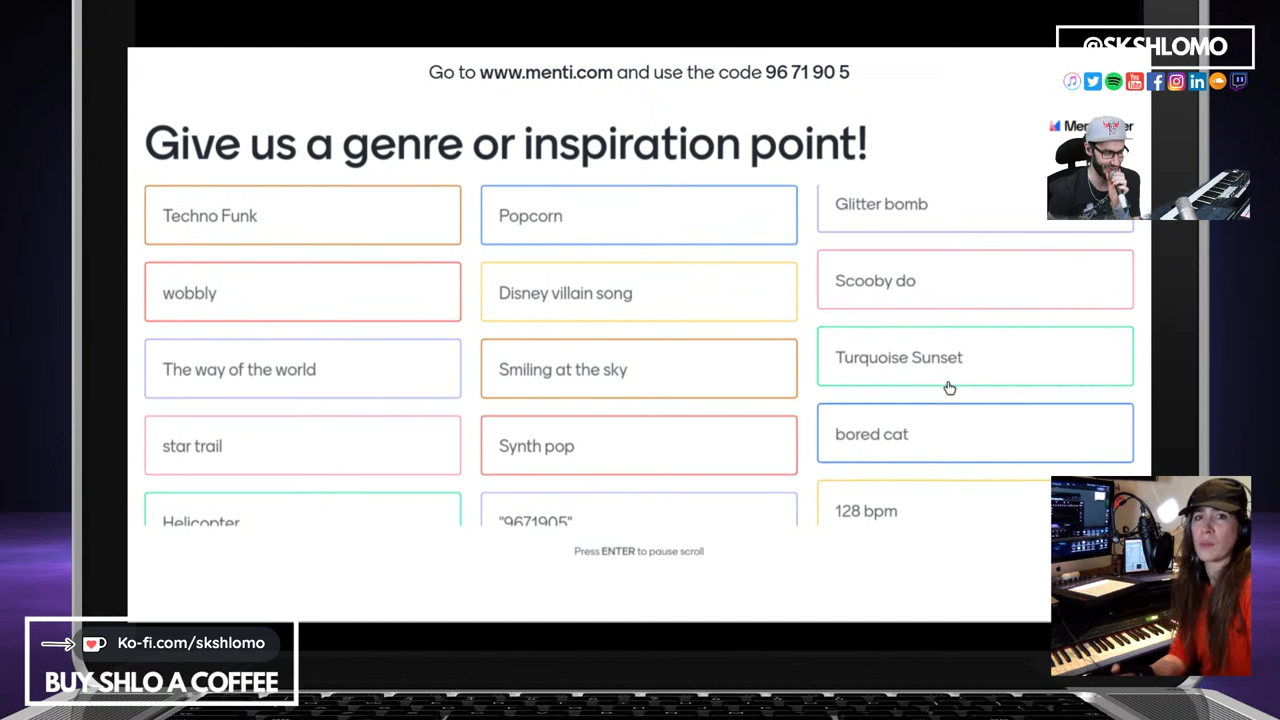 @SKSHLOMO
Go to www.menti.com and use the code 96 71 90 5
Give us a genre or inspiration point!
Techno Funk
wobbly
The way of the world
star trail
Helicopter
Popcorn
Disney villain song
Smiling at the sky
Synth pop
"9671905"
Glitter bomb
Scooby do
Turquoise Sunset
bored cat
128 bpm
Press ENTER to pause scroll
Ko-fi.com/skshlomo
BUY SHLO A COFFEE